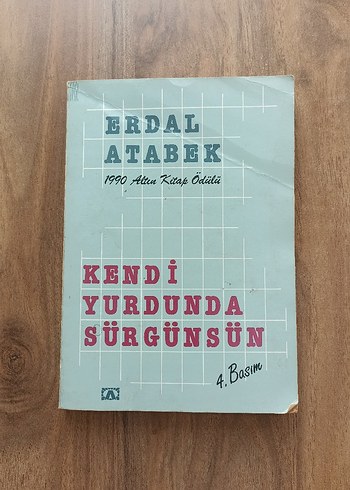 ERDAL
ATABEK
1990 Altın Kitap Ödülü
KENDİ
YURDUNDA
SÜRGÜNSÜN
4. Basım